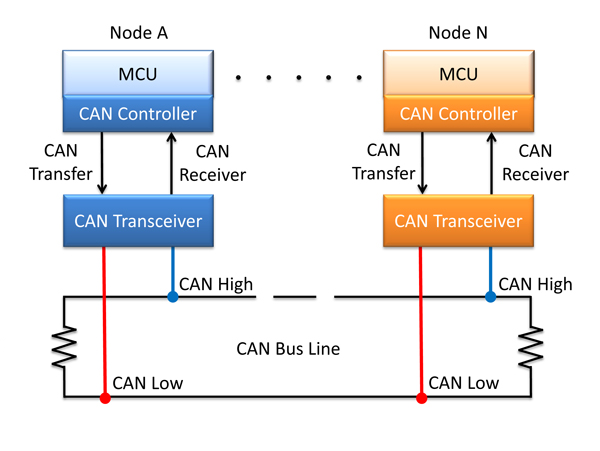 Node A
Node N
MCU
MCU
CAN Controller
CAN Controller
CAN
Transfer
CAN
Receiver
CAN
Transfer
CAN
Receiver
CAN Transceiver
CAN Transceiver
CAN High
CAN High
CAN Bus Line
CAN Low
CAN Low